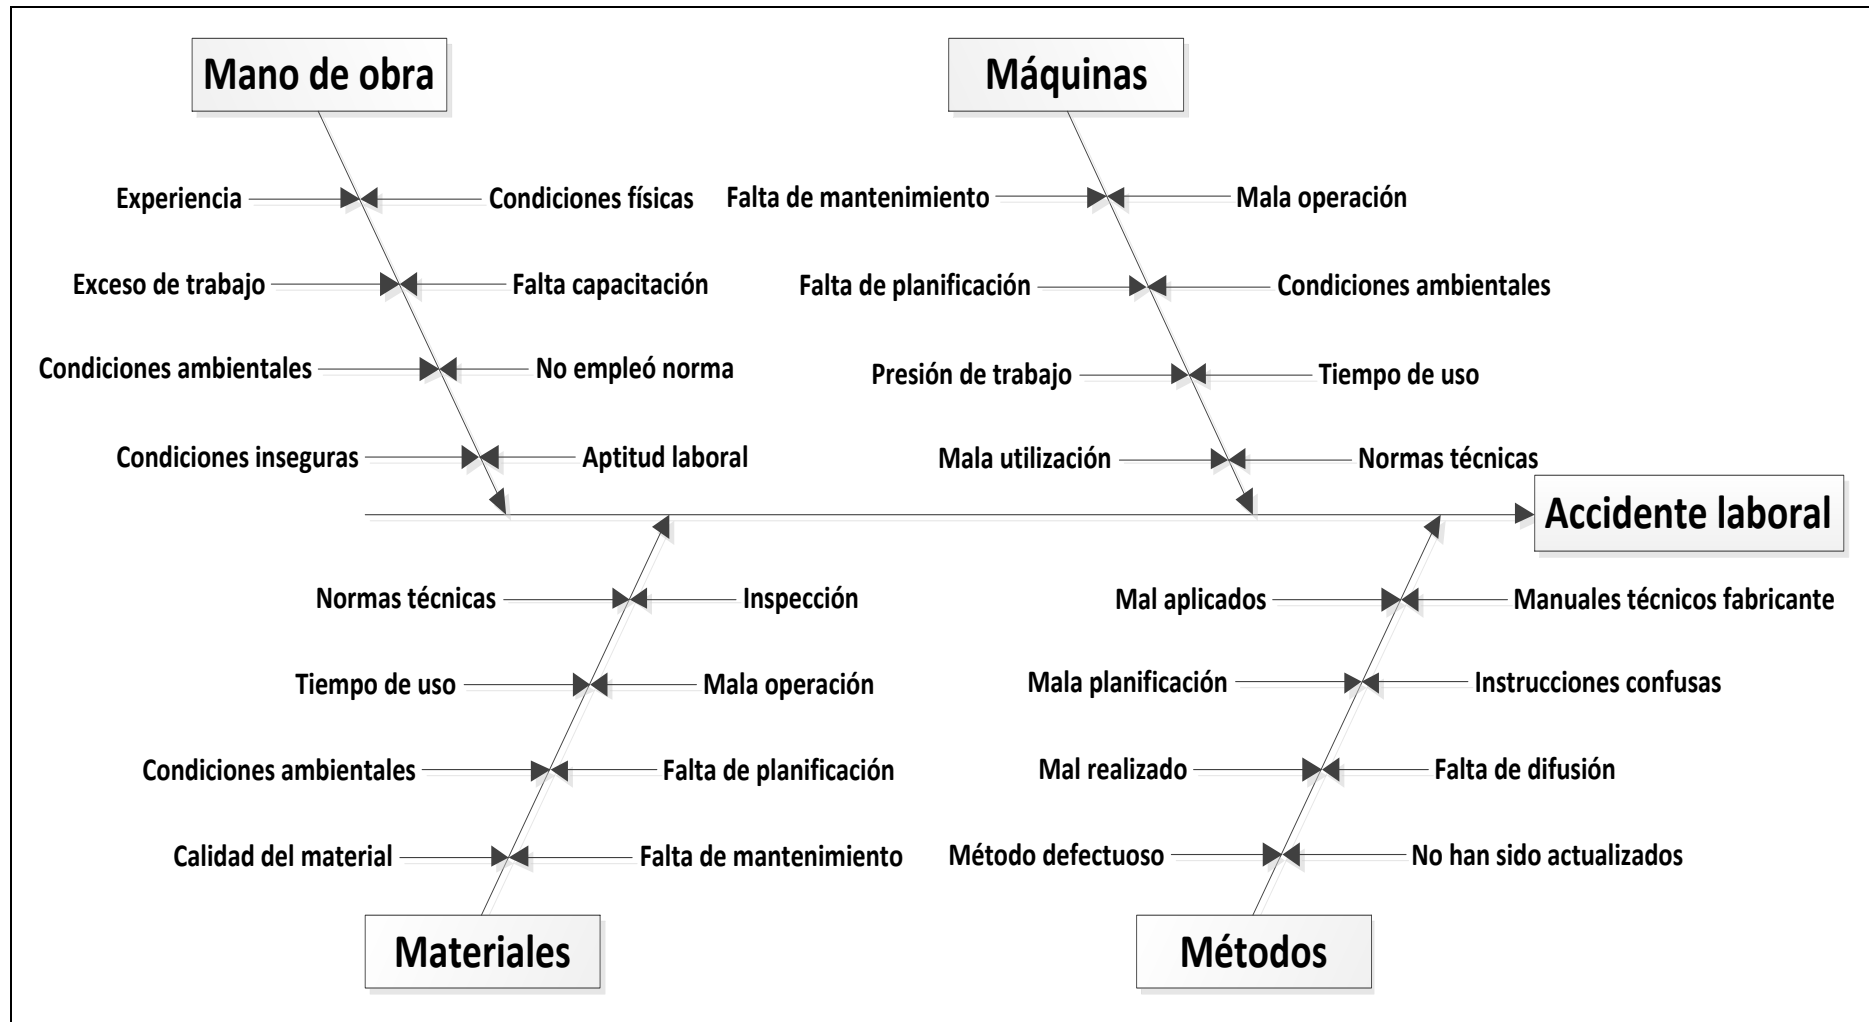 Mano de obra
Máquinas
Experiencia
Condiciones físicas
Falta de mantenimiento
Mala operación
Exceso de trabajo
Falta capacitación
Falta de planificación
Condiciones ambientales
Condiciones ambientales
No empleó norma
Presión de trabajo
Tiempo de uso
Condiciones inseguras
Aptitud laboral
Mala utilización
Normas técnicas
Accidente laboral
Normas técnicas
Inspección
Mal aplicados
Manuales técnicos fabricante
Tiempo de uso
Mala operación
Mala planificación
Instrucciones confusas
Condiciones ambientales
Falta de planificación
Mal realizado
Falta de difusión
Calidad del material
Falta de mantenimiento
Método defectuoso
No han sido actualizados
Materiales
Métodos